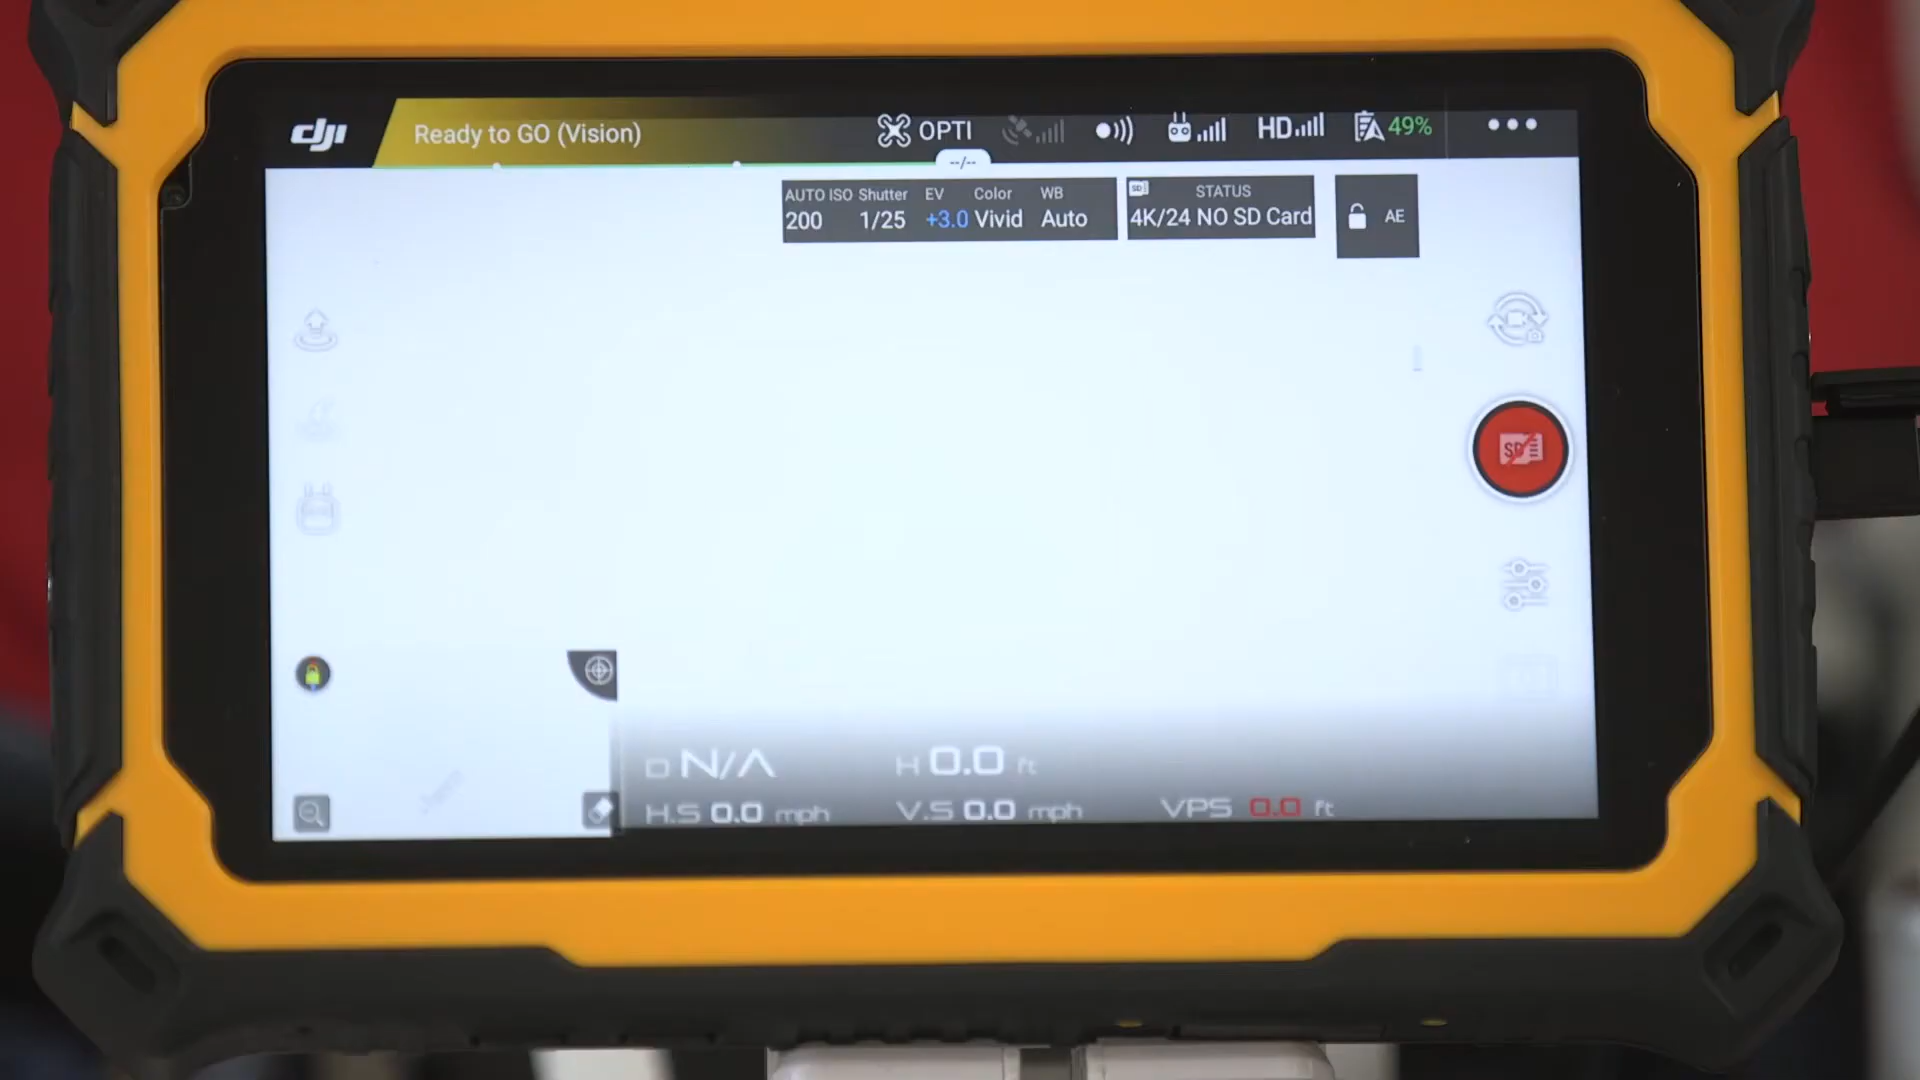 dji Ready to GO (Vision) OPTI HD 49%
--/--
AUTO ISO Shutter EV Color WB
200 1/25 +3.0 Vivid Auto
SD STATUS
4K/24 NO SD Card
AE
SD
D N/A H 0.0 ft
H.S 0.0 mph V.S 0.0 mph VPS 0.0 ft